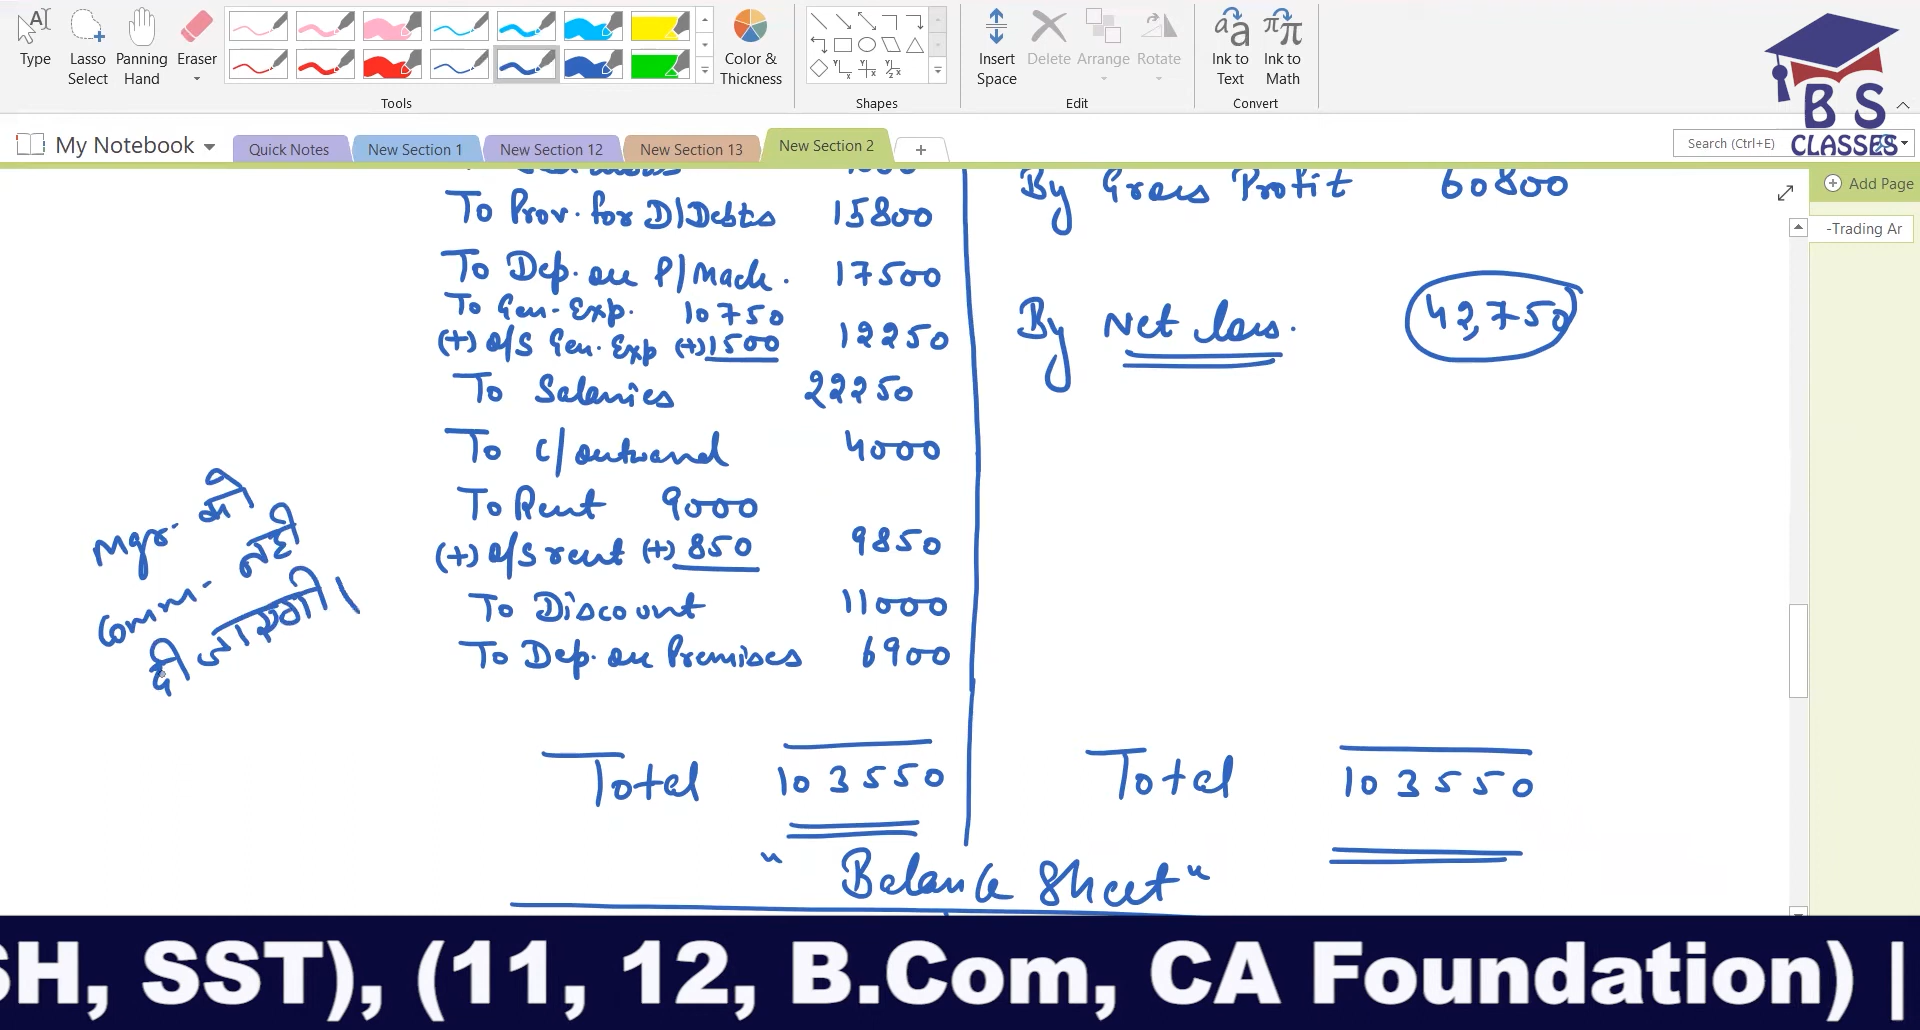 Type
Lasso Select
Panning Hand
Eraser
Color & Thickness
Insert Space
Delete
Arrange
Rotate
Ink to Text
Ink to Math
Tools
Shapes
Edit
Convert
BS
CLASSES
My Notebook
Quick Notes
New Section 1
New Section 12
New Section 13
New Section 2
Search (Ctrl+E)
Add Page
-Trading Ar
To Prov. for D/Debts 15800
To Dep. on P/Mach. 17500
To Gen. Exp. 10750
(+) O/S Gen. Exp (+) 1500 12250
To Salaries 22250
To C/outward 4000
To Rent 9000
(+) O/S rent (+) 850 9850
To Discount 11000
To Dep. on Premises 6900
Total 103550
By Gross Profit 60800
By Net loss. 42,750
Total 103550
Mgr. को
Comm. नहीं
दी जाएगी।
"Balance Sheet"
SH, SST), (11, 12, B.Com, CA Foundation) |